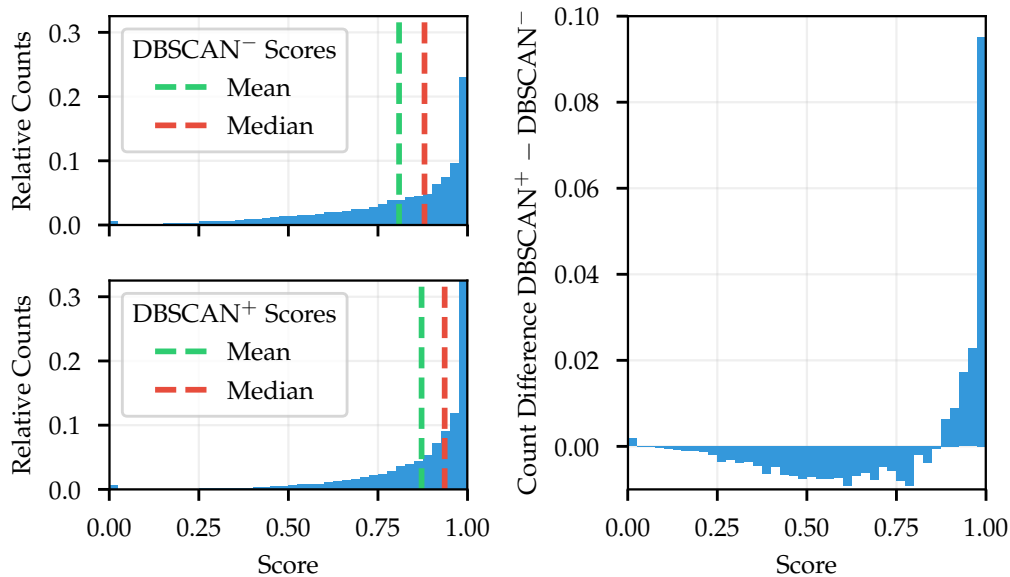 Relative Counts
0.3
0.2
0.1
0.0
DBSCAN⁻ Scores
Mean
Median
Relative Counts
0.3
0.2
0.1
0.0
DBSCAN⁺ Scores
Mean
Median
0.00 0.25 0.50 0.75 1.00
Score
Count Difference DBSCAN⁺ − DBSCAN⁻
0.10
0.08
0.06
0.04
0.02
0.00
0.00 0.25 0.50 0.75 1.00
Score